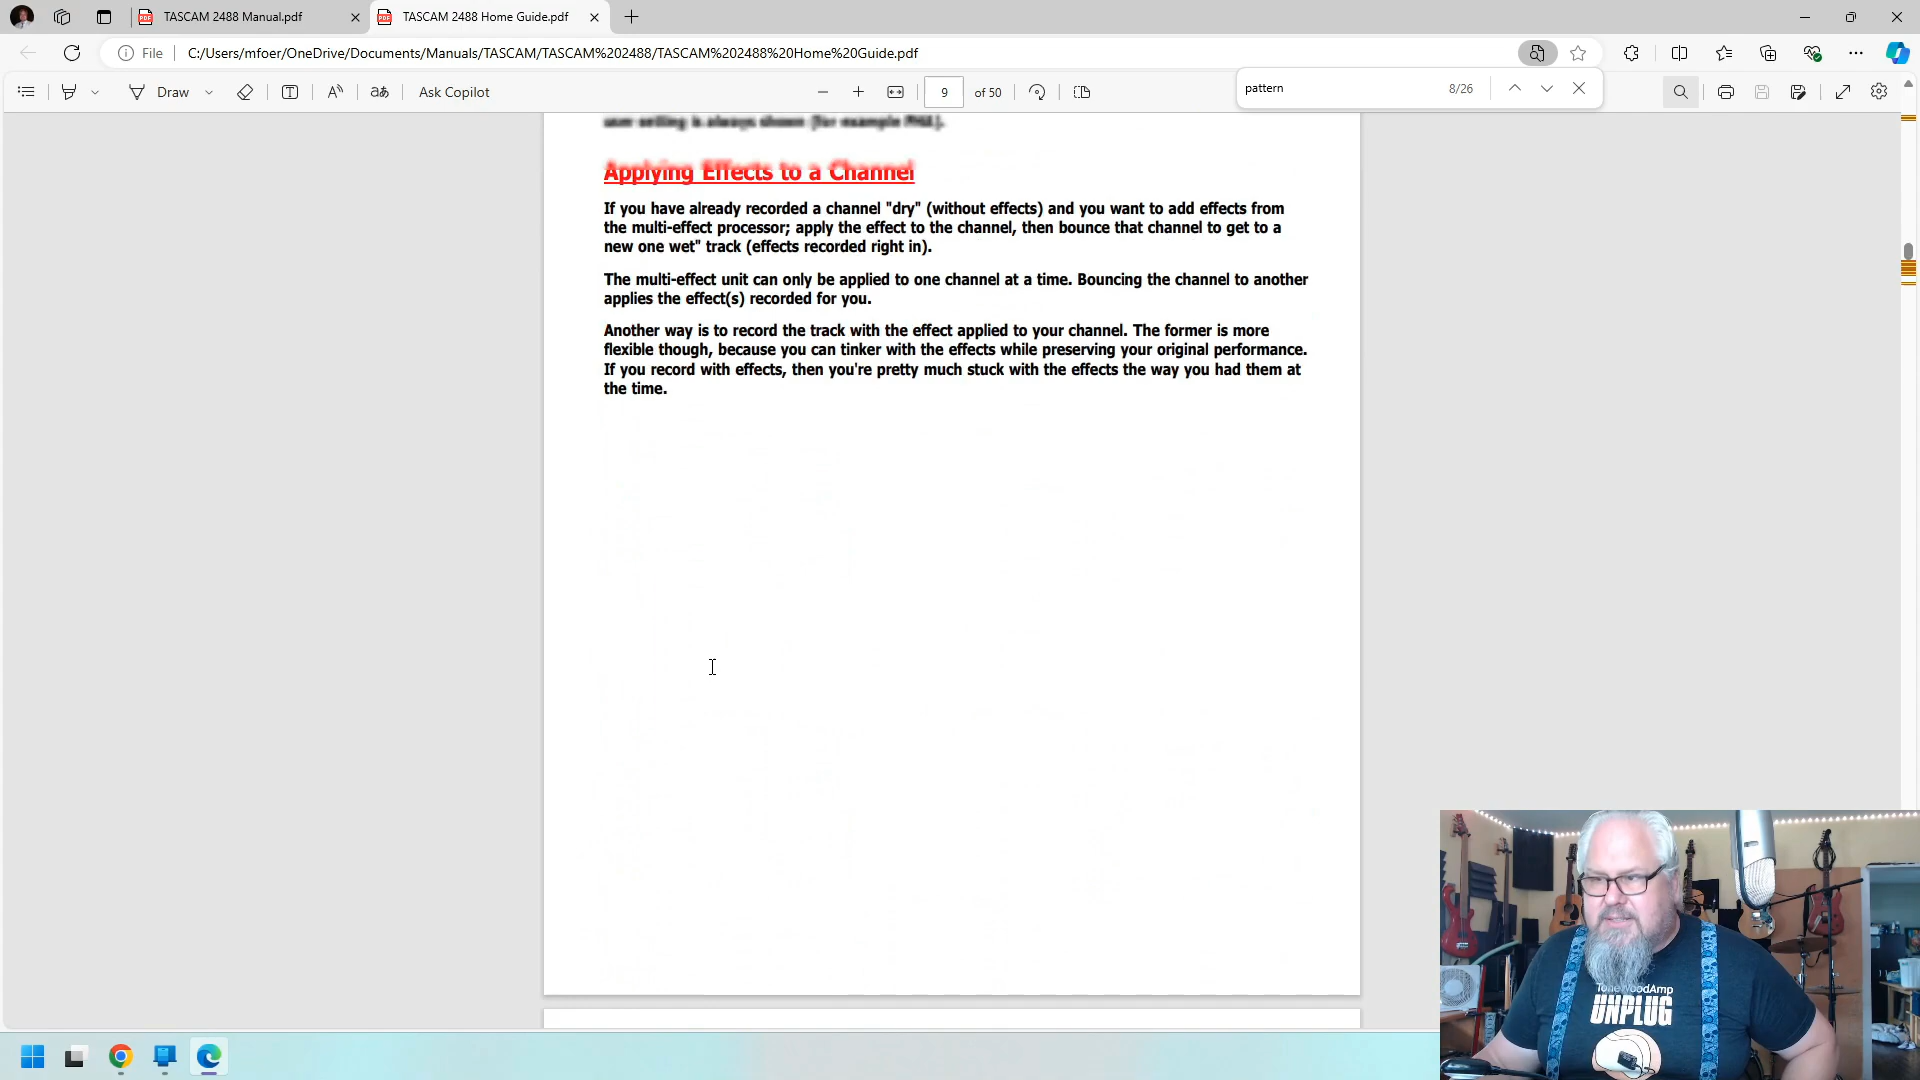 TASCAM 2488 Manual.pdf
TASCAM 2488 Home Guide.pdf
File
C:/Users/mfoer/OneDrive/Documents/Manuals/TASCAM/TASCAM%202488/TASCAM%202488%20Home%20Guide.pdf
Draw
Ask Copilot
9 of 50
pattern
8/26
user setting is always shown (for example
Applying Effects to a Channel
If you have already recorded a channel "dry" (without effects) and you want to add effects from
the multi-effect processor; apply the effect to the channel, then bounce that channel to get to a
new one wet" track (effects recorded right in).
The multi-effect unit can only be applied to one channel at a time. Bouncing the channel to another
applies the effect(s) recorded for you.
Another way is to record the track with the effect applied to your channel. The former is more
flexible though, because you can tinker with the effects while preserving your original performance.
If you record with effects, then you're pretty much stuck with the effects the way you had them at
the time.
ToneWoodAmp
UNPLUG